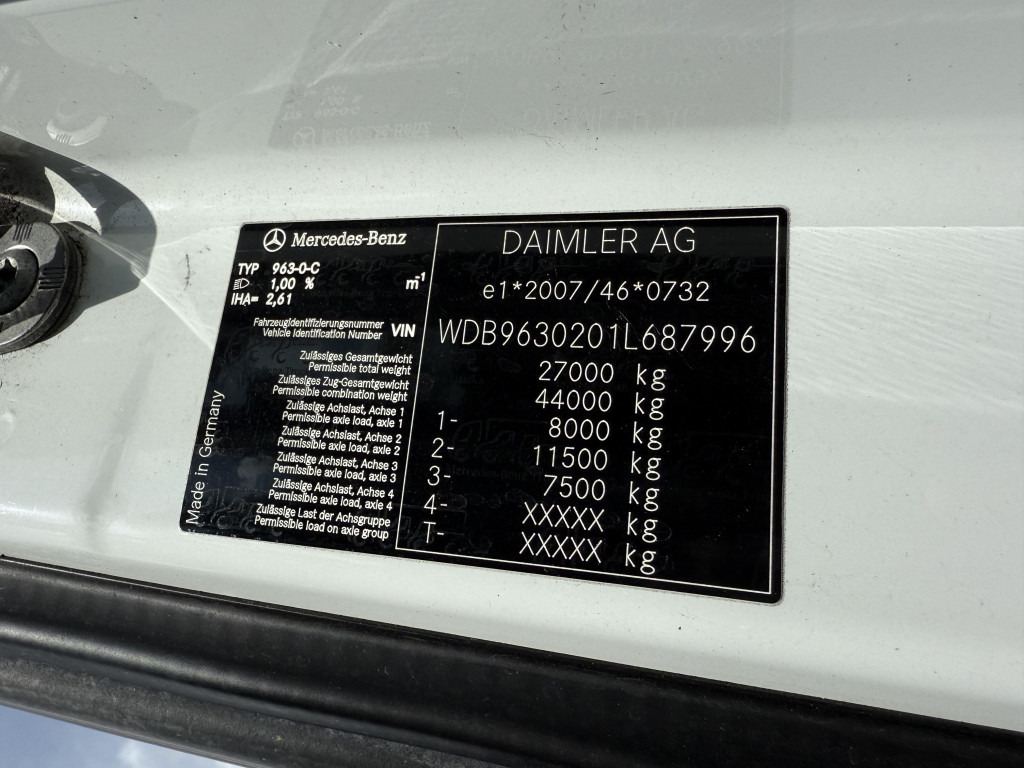 Mercedes-Benz
TYP 963-0-C
1,00 % m-1
IHA= 2,61
Fahrzeugidentifizierungsnummer
Vehicle Identification Number VIN
Zulässiges Gesamtgewicht
Permissible total weight
Zulässiges Zug-Gesamtgewicht
Permissible combination weight
Zulässige Achslast, Achse 1
Permissible axle load, axle 1
Zulässige Achslast, Achse 2
Permissible axle load, axle 2
Zulässige Achslast, Achse 3
Permissible axle load, axle 3
Zulässige Achslast, Achse 4
Permissible axle load, axle 4
Zulässige Last der Achsgruppe
Permissible load on axle group
Made in Germany
DAIMLER AG
e1*2007/46*0732
WDB9630201L687996
27000 kg
44000 kg
1- 8000 kg
2- 11500 kg
3- 7500 kg
4- XXXXX kg
T- XXXXX kg